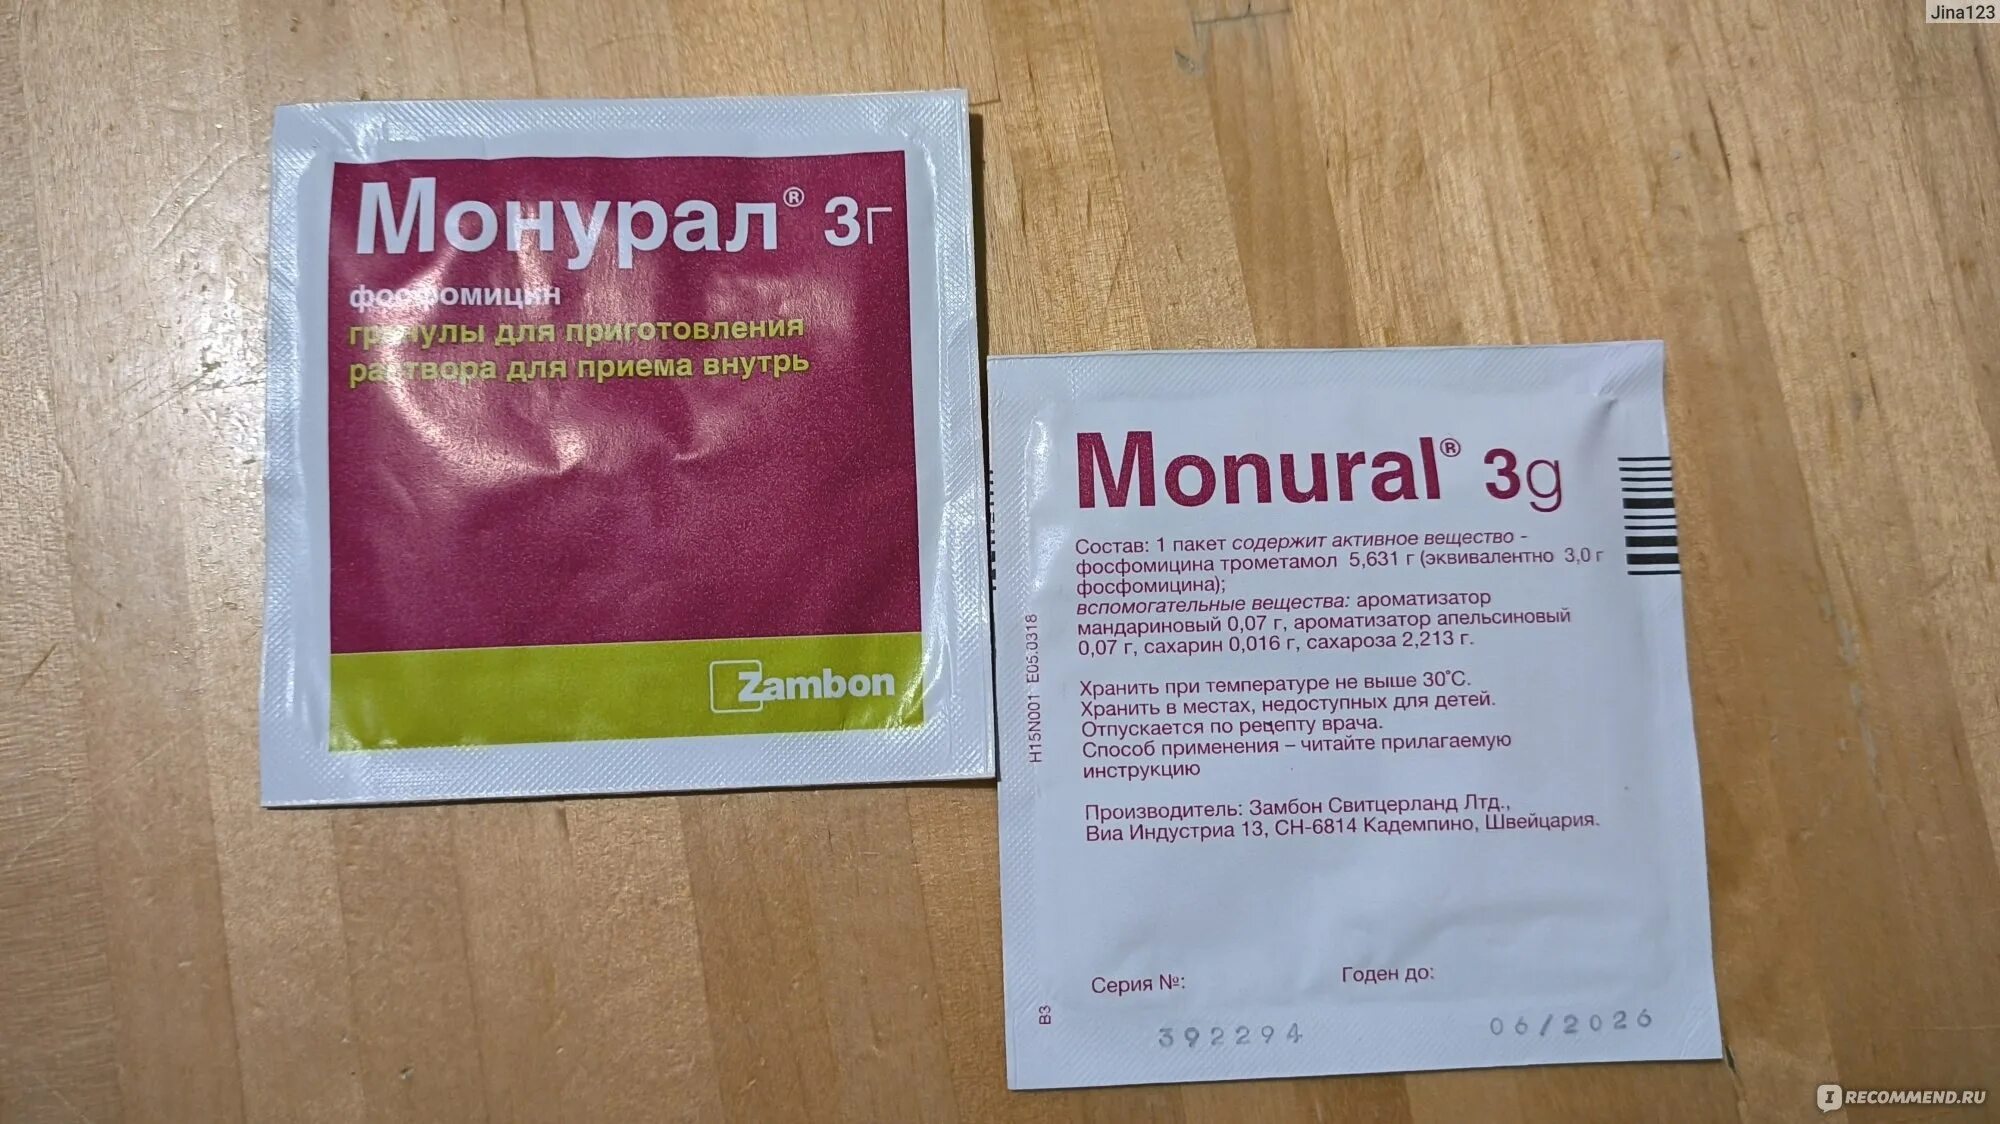 Jina123
Монурал® 3г
фосфомицин
гранулы для приготовления
раствора для приема внутрь
Zambon
Monural® 3g
Состав: 1 пакет содержит активное вещество -
фосфомицина трометамол 5,631 г (эквивалентно 3,0 г
фосфомицина);
вспомогательные вещества: ароматизатор
мандариновый 0,07 г, ароматизатор апельсиновый
0,07 г, сахарин 0,016 г, сахароза 2,213 г.
Хранить при температуре не выше 30°С.
Хранить в местах, недоступных для детей.
Отпускается по рецепту врача.
Способ применения – читайте прилагаемую
инструкцию
Производитель: Замбон Свитцерланд Лтд.,
Виа Индустриа 13, СН-6814 Кадемпино, Швейцария.
Серия №:
Годен до:
392294
06/2026
H15N001 E05.0318
B3
IRECOMMEND.RU